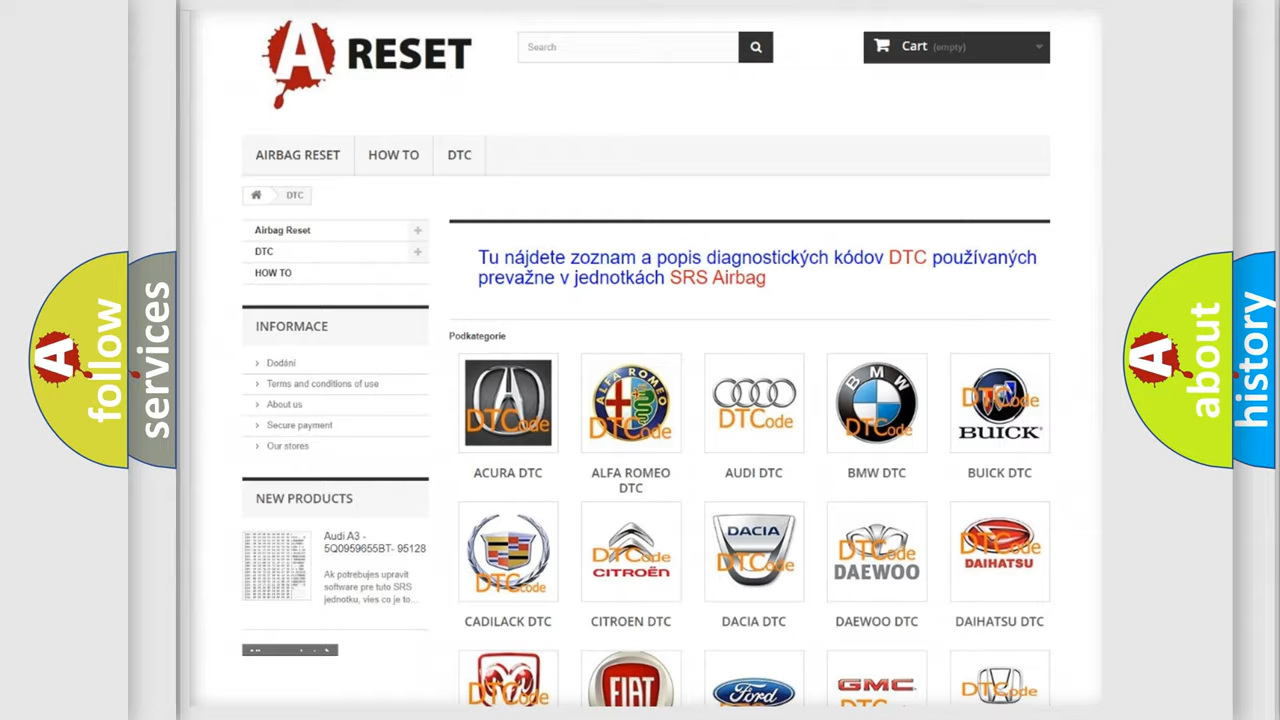 A RESET
Search
Cart (empty)
AIRBAG RESET
HOW TO
DTC
DTC
Airbag Reset
DTC
HOW TO
INFORMACE
Dodání
Terms and conditions of use
About us
Secure payment
Our stores
NEW PRODUCTS
Audi A3 -
5Q0959655BT- 95128
Ak potrebujes upravit
software pre tuto SRS
jednotku, vies co je to...
Tu nájdete zoznam a popis diagnostických kódov DTC používaných
prevažne v jednotkách SRS Airbag
Podkategorie
DTCode
ALFA ROMEO
DTCode
DTCode
BMW
DTCode
DTCode
BUICK
ACURA DTC
ALFA ROMEO
DTC
AUDI DTC
BMW DTC
BUICK DTC
DTCode
DTCode
CITROËN
DACIA
DTCode
DTCode
DAEWOO
DTCode
DAIHATSU
CADILACK DTC
CITROEN DTC
DACIA DTC
DAEWOO DTC
DAIHATSU DTC
DTCode
FIAT
Ford
GMC
DTCode
A follow
services
A about
history